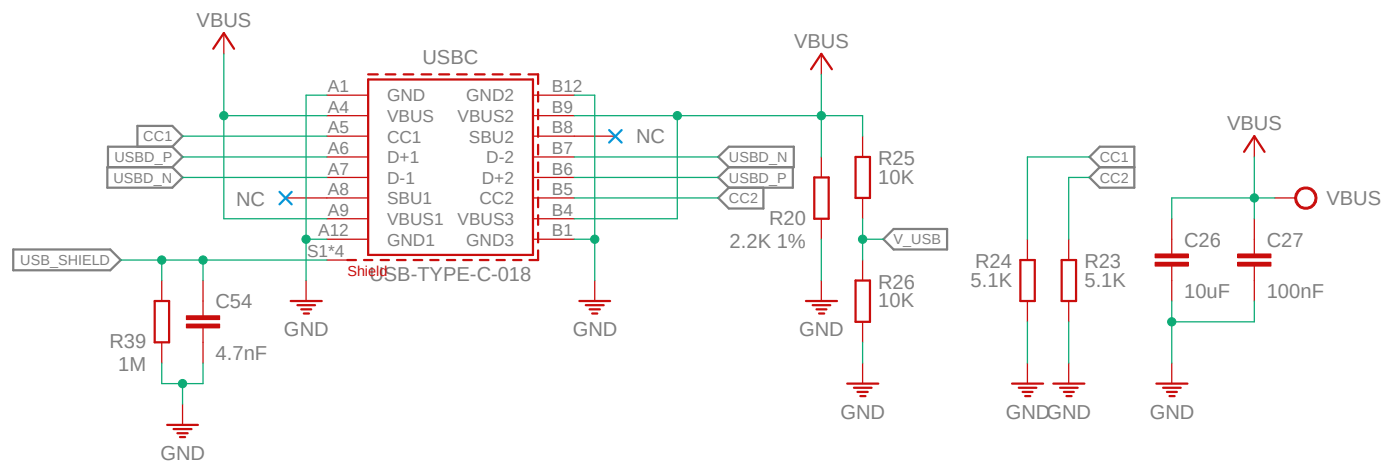 VBUS
USBC
VBUS
A1 GND GND2 B12
A4 VBUS VBUS2 B9
CC1 A5 CC1 SBU2 B8 NC
USBD_P A6 D+1 D-2 B7 USBD_N
USBD_N A7 D-1 D+2 B6 USBD_P
NC A8 SBU1 CC2 B5 CC2
A9 VBUS1 VBUS3 B4
A12 GND1 GND3 B1
USB_SHIELD S1*4
Shield
USB-TYPE-C-018
GND
GND
R39
1M
C54
4.7nF
GND
R20
2.2K 1%
GND
R25
10K
V_USB
R26
10K
GND
CC1
CC2
R24
5.1K
R23
5.1K
GND
GND
VBUS
VBUS
C26
10uF
C27
100nF
GND